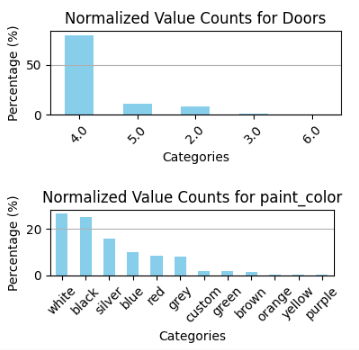 Normalized Value Counts for Doors
Percentage (%)
50
0
4.0
5.0
2.0
3.0
6.0
Categories
Normalized Value Counts for paint_color
Percentage (%)
20
0
white
black
silver
blue
red
grey
custom
green
brown
orange
yellow
purple
Categories